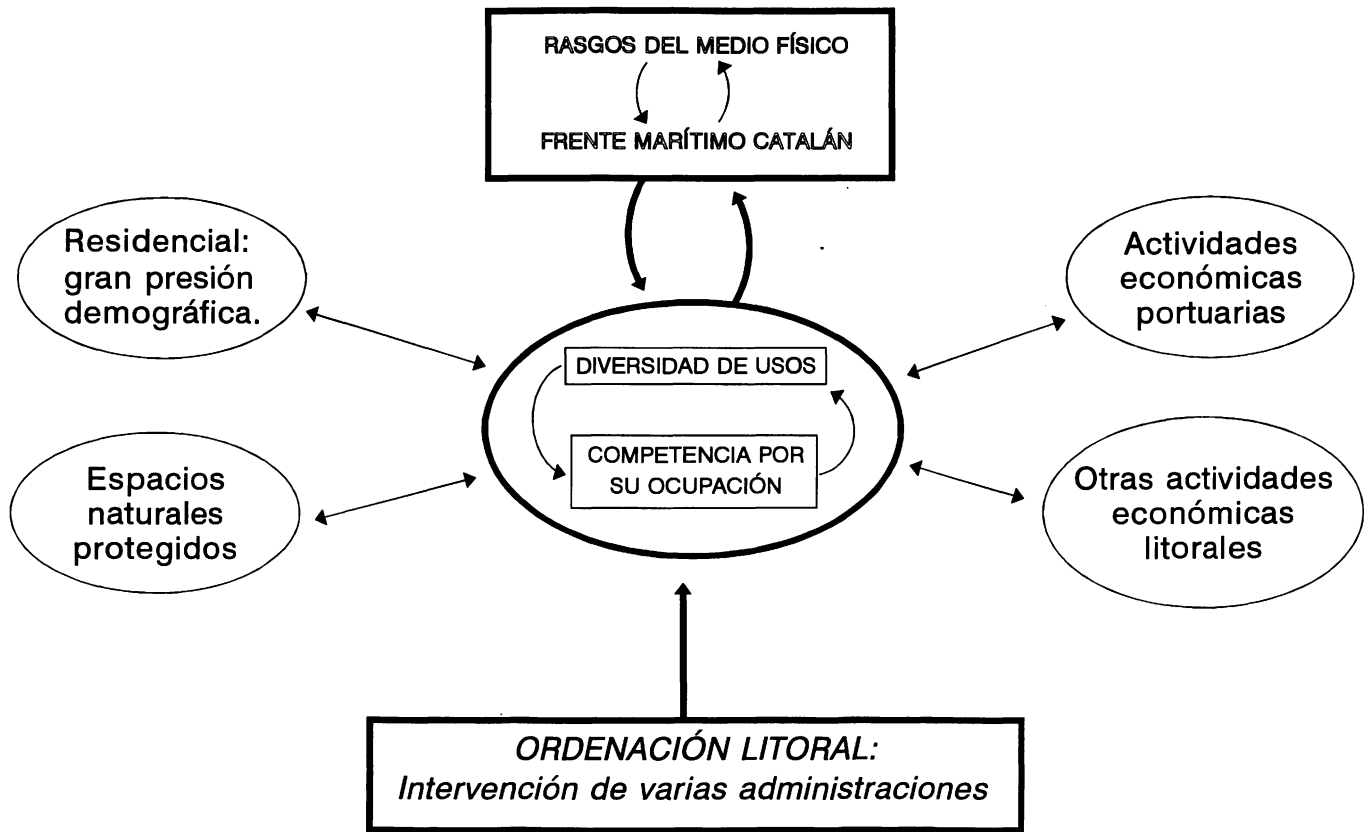 RASGOS DEL MEDIO FÍSICO
FRENTE MARÍTIMO CATALÁN
Residencial:
gran presión
demográfica.
Actividades
económicas
portuarias
DIVERSIDAD DE USOS
COMPETENCIA POR
SU OCUPACIÓN
Espacios
naturales
protegidos
Otras actividades
económicas
litorales
ORDENACIÓN LITORAL:
Intervención de varias administraciones